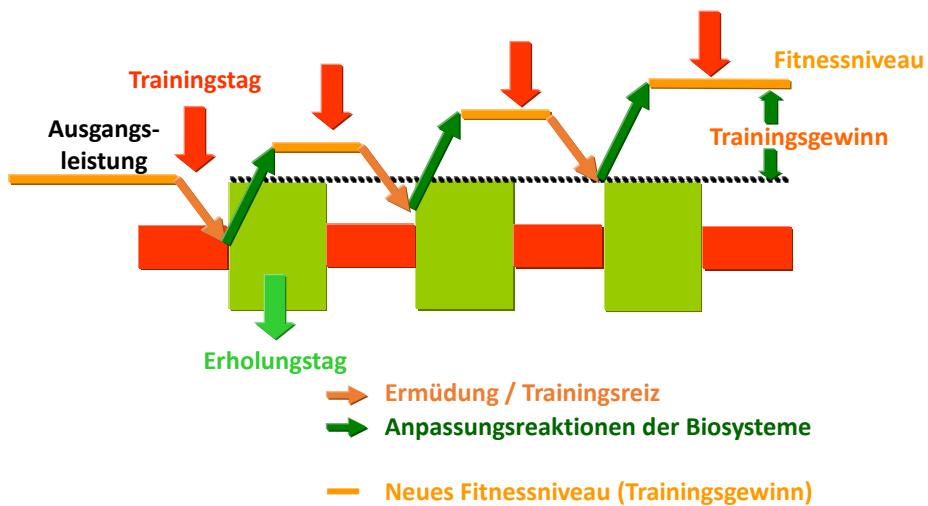 Fitnessniveau
Trainingstag
Ausgangs-
leistung
Trainingsgewinn
Erholungstag
Ermüdung / Trainingsreiz
Anpassungsreaktionen der Biosysteme
Neues Fitnessniveau (Trainingsgewinn)